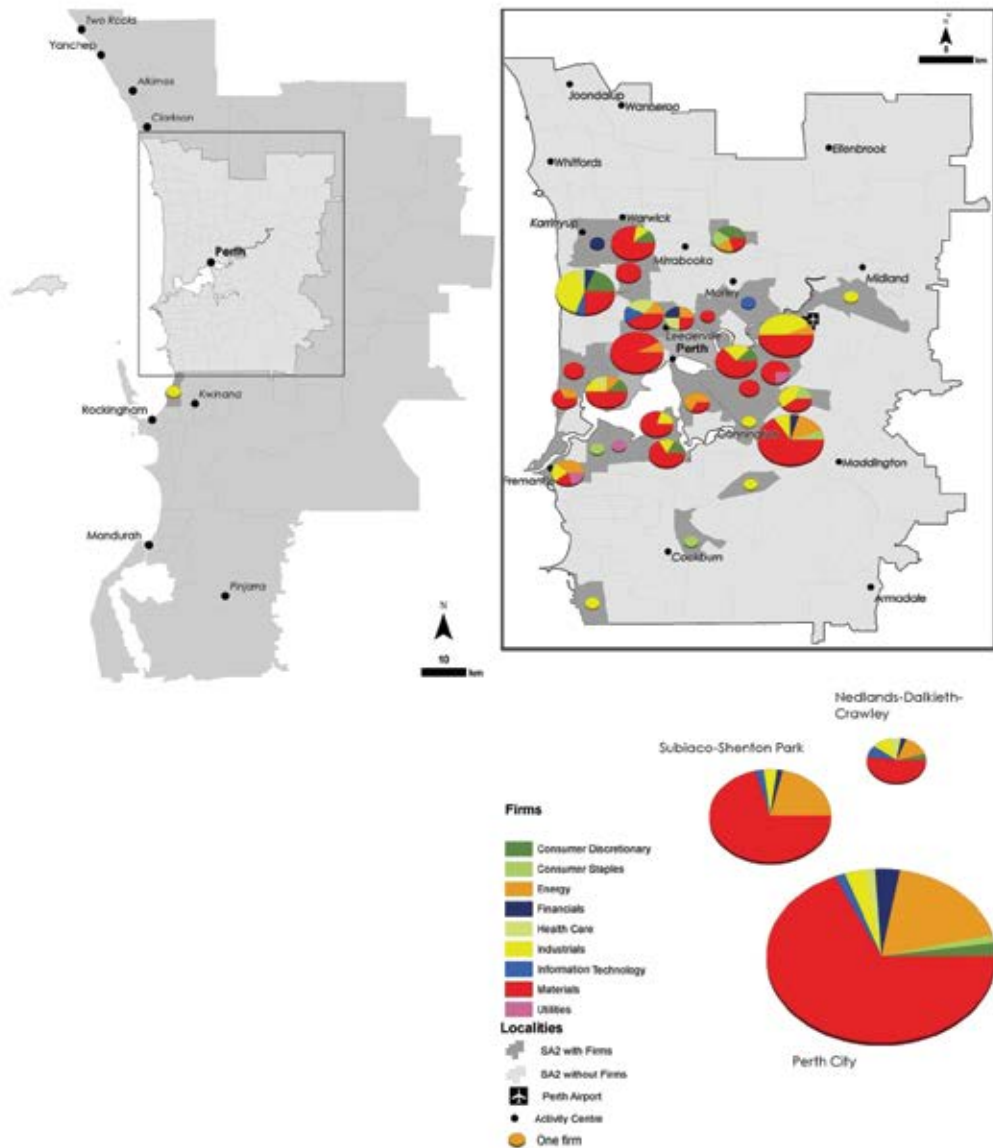 Two Rocks
Yanchep
Alkimos
Clarkson
Perth
Kwinana
Rockingham
Mandurah
Pinjarra
N
10
km
N
5
km
Joondalup
Wanneroo
Ellenbrook
Whitfords
Warwick
Karrinyup
Mirrabooka
Midland
Morley
Leederville
Perth
Cannington
Maddington
Fremantle
Cockburn
Armadale
Nedlands-Dalkieth-
Crawley
Subiaco-Shenton Park
Firms
Consumer Discretionary
Consumer Staples
Energy
Financials
Health Care
Industrials
Information Technology
Materials
Utilities
Localities
SA2 with Firms
SA2 without Firms
Perth Airport
Activity Centre
One firm
Perth City